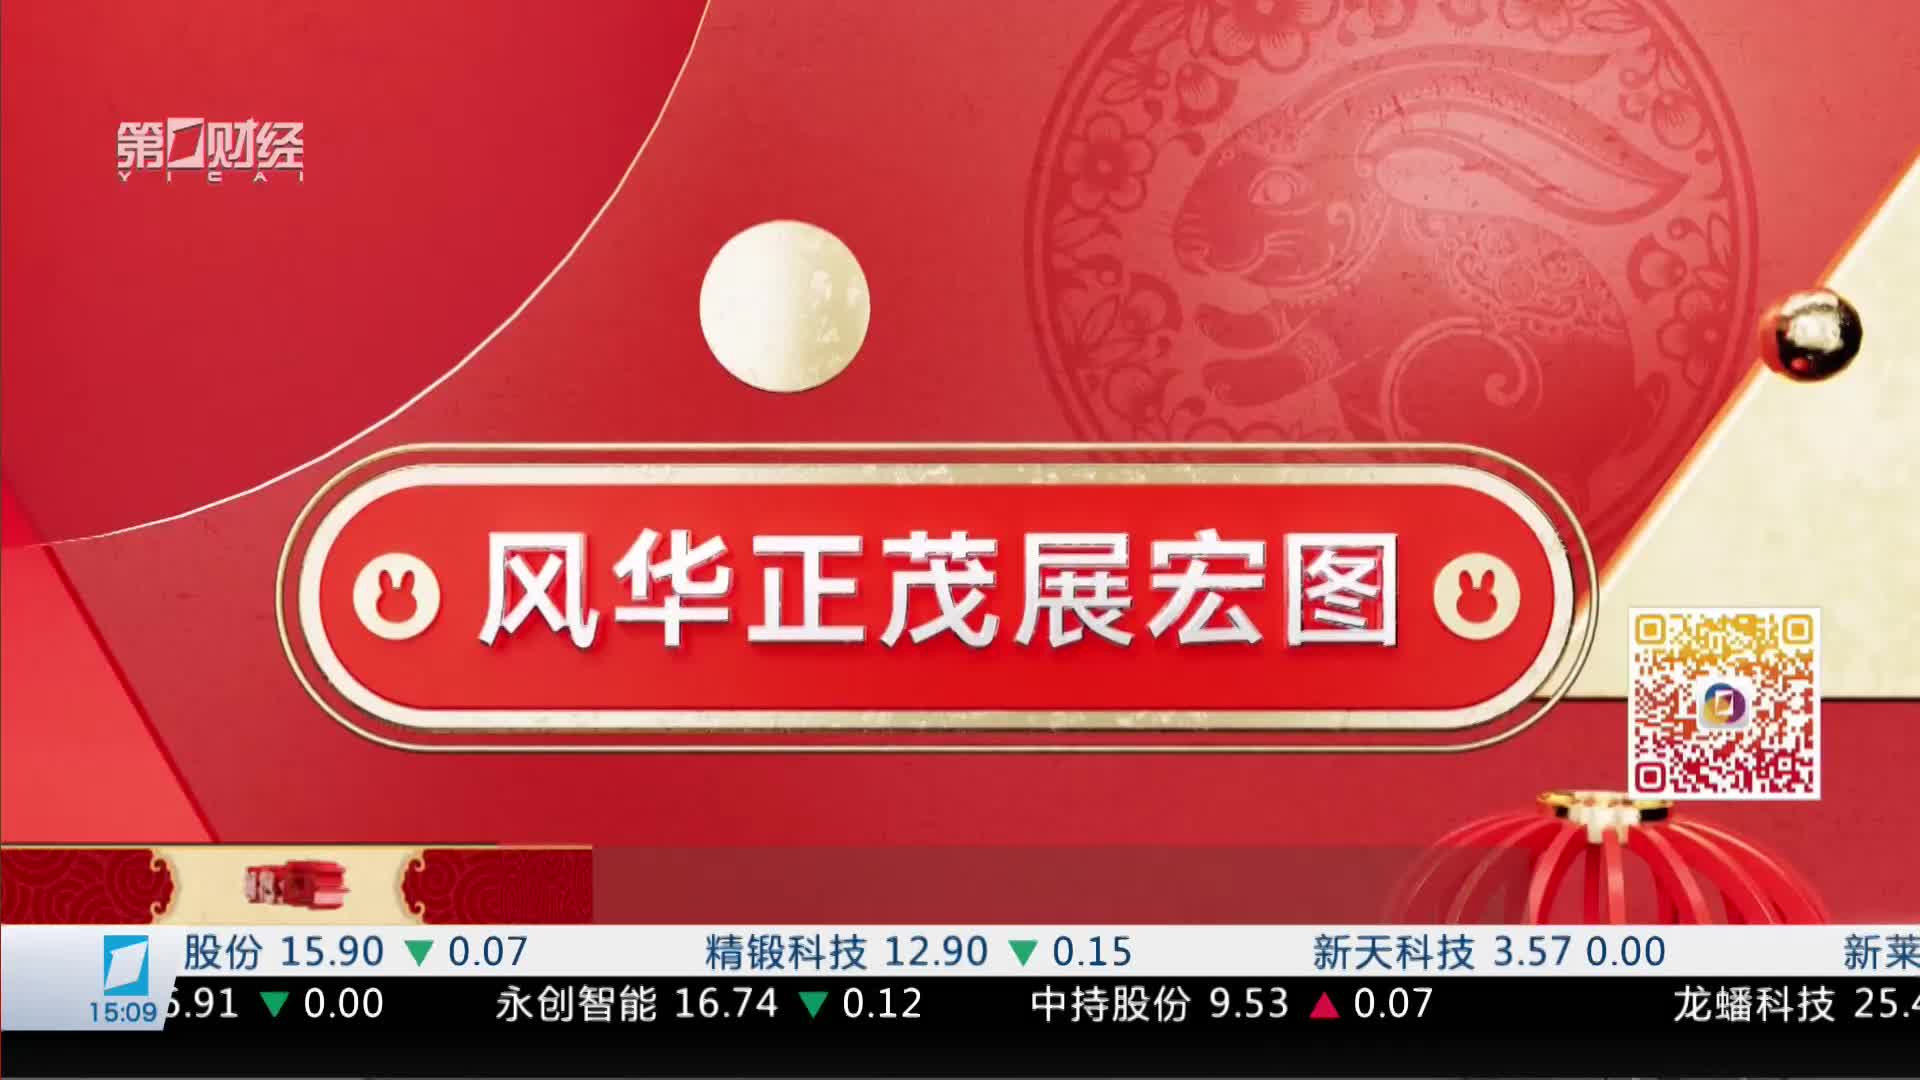 第一财经
YICAI
风华正茂展宏图
股份 15.90 ▼ 0.07 精锻科技 12.90 ▼ 0.15 新天科技 3.57 0.00 新莱
15:09
6.91 ▼ 0.00 永创智能 16.74 ▼ 0.12 中持股份 9.53 ▲ 0.07 龙蟠科技 25.4